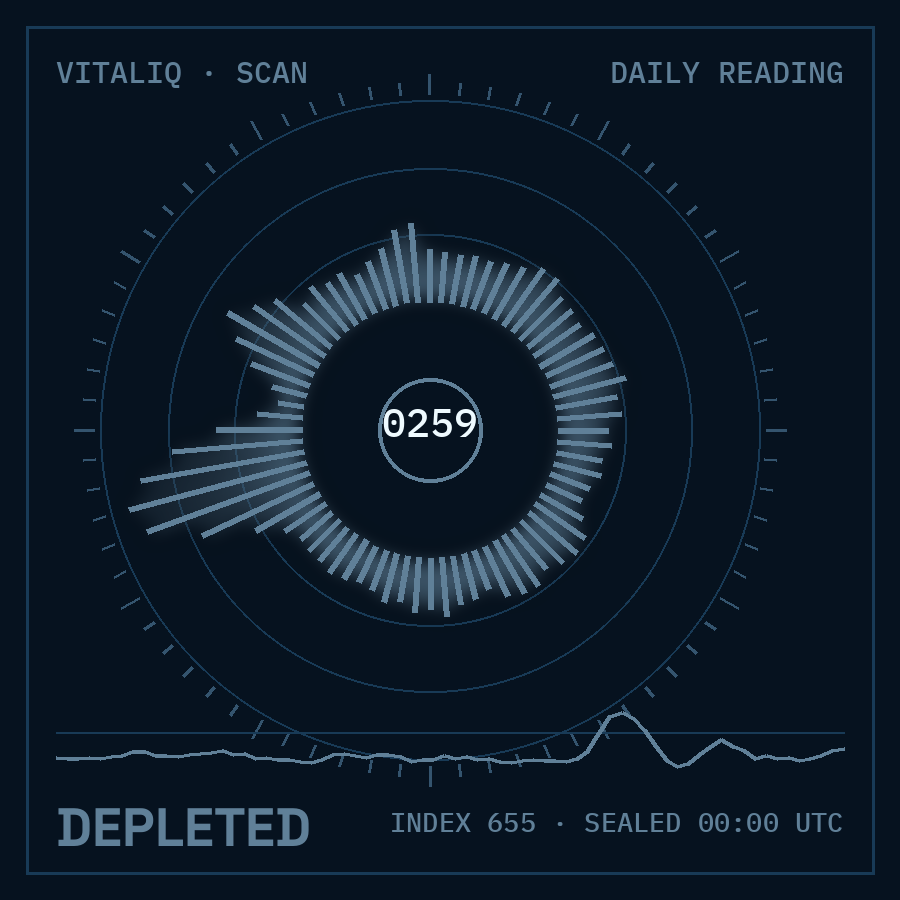 VITALIQ · SCAN
DAILY READING
0259
DEPLETED
INDEX 655 · SEALED 00:00 UTC